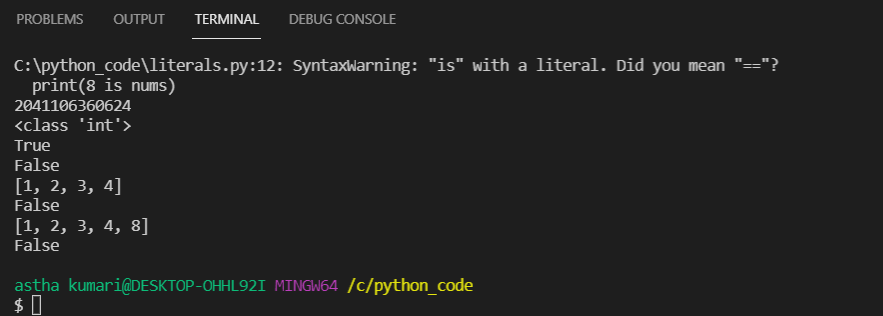 PROBLEMS OUTPUT TERMINAL DEBUG CONSOLE
C:\python_code\literals.py:12: SyntaxWarning: "is" with a literal. Did you mean "=="?
  print(8 is nums)
2041106360624
<class 'int'>
True
False
[1, 2, 3, 4]
False
[1, 2, 3, 4, 8]
False
astha kumari@DESKTOP-OHHL92I MINGW64 /c/python_code
$